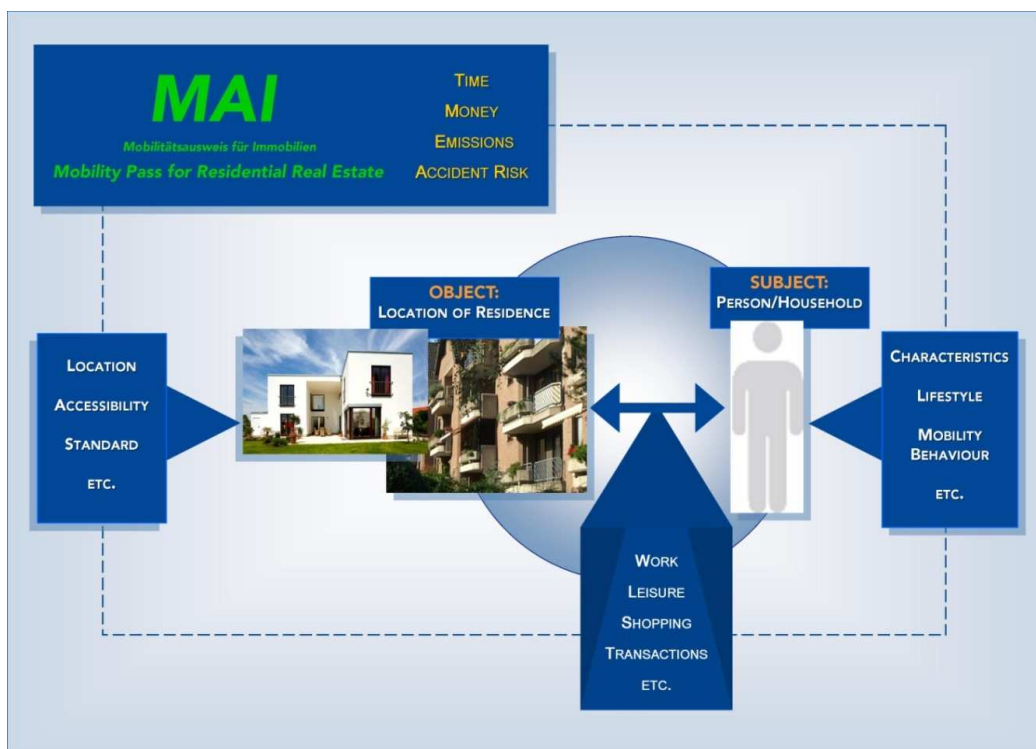 MAI
Mobilitätsausweis für Immobilien
Mobility Pass for Residential Real Estate
TIME
MONEY
EMISSIONS
ACCIDENT RISK
OBJECT:
LOCATION OF RESIDENCE
SUBJECT:
PERSON/HOUSEHOLD
LOCATION
ACCESSIBILITY
STANDARD
ETC.
CHARACTERISTICS
LIFESTYLE
MOBILITY
BEHAVIOUR
ETC.
WORK
LEISURE
SHOPPING
TRANSACTIONS
ETC.